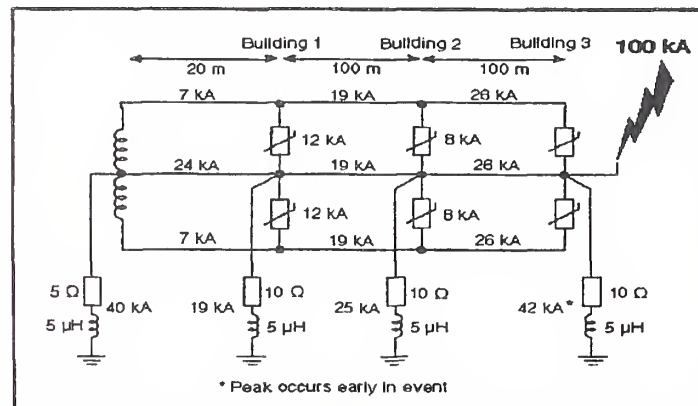 Building 1 Building 2 Building 3
100 kA
20 m 100 m 100 m
7 kA 19 kA 26 kA
12 kA 8 kA
24 kA 19 kA 26 kA
12 kA 8 kA
7 kA 19 kA 26 kA
5 Ω 10 Ω 10 Ω 10 Ω
40 kA 19 kA 25 kA 42 kA*
5 µH 5 µH 5 µH 5 µH
* Peak occurs early in event